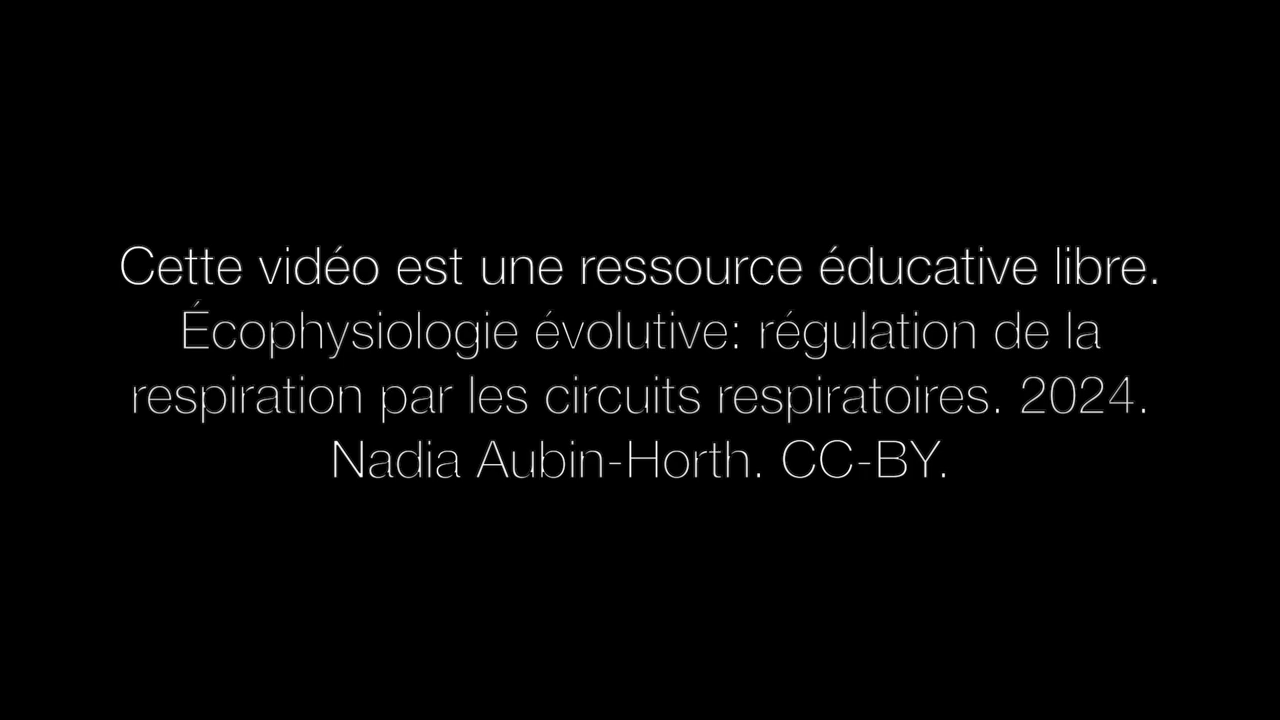 Cette vidéo est une ressource éducative libre.
Écophysiologie évolutive: régulation de la
respiration par les circuits respiratoires. 2024.
Nadia Aubin-Horth. CC-BY.